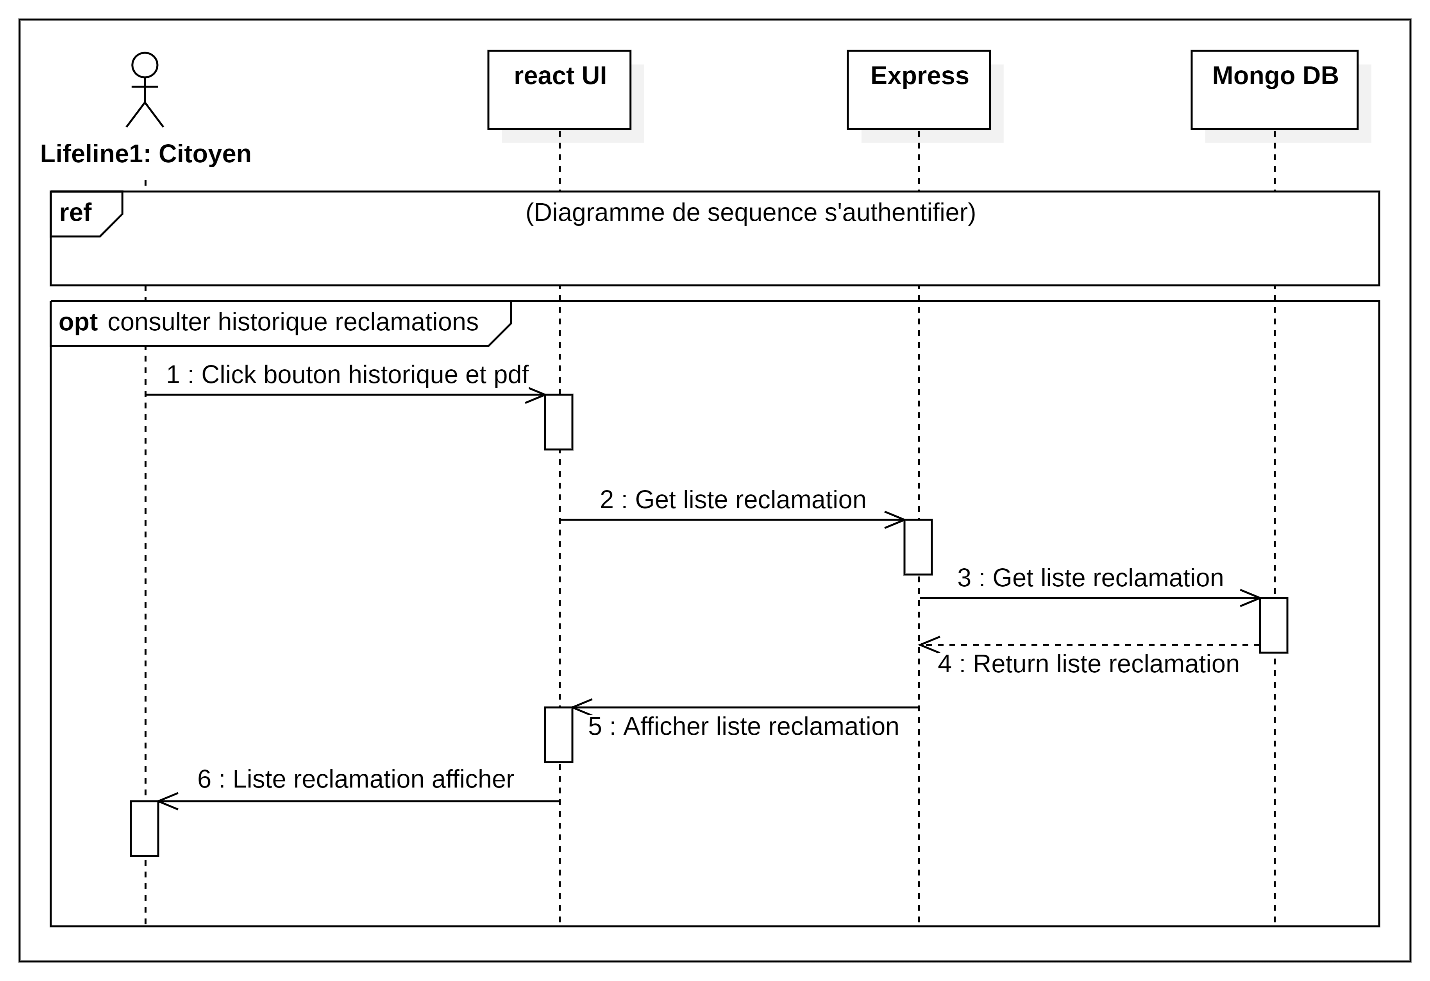 react UI
Express
Mongo DB
Lifeline1: Citoyen
ref
(Diagramme de sequence s'authentifier)
opt consulter historique reclamations
1 : Click bouton historique et pdf
2 : Get liste reclamation
3 : Get liste reclamation
4 : Return liste reclamation
5 : Afficher liste reclamation
6 : Liste reclamation afficher